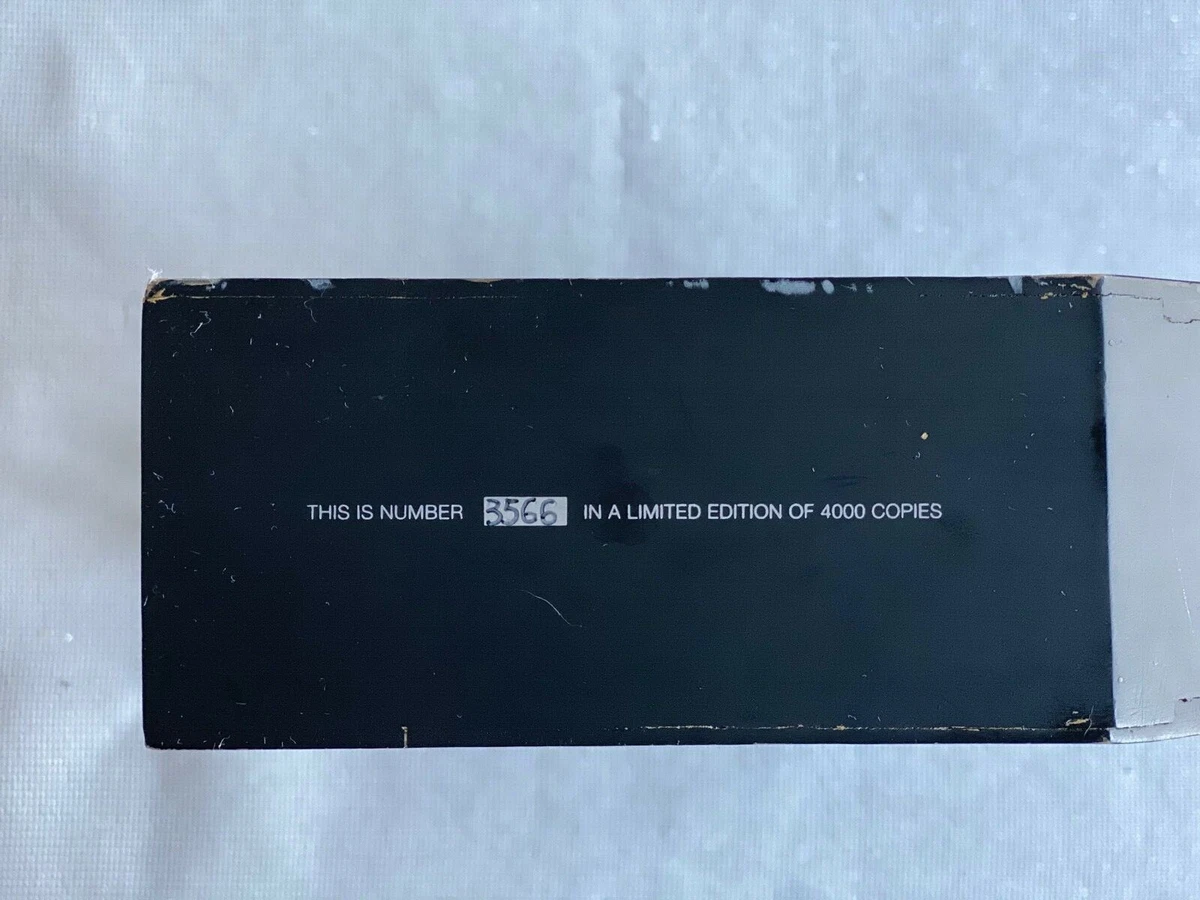 THIS IS NUMBER 3566 IN A LIMITED EDITION OF 4000 COPIES